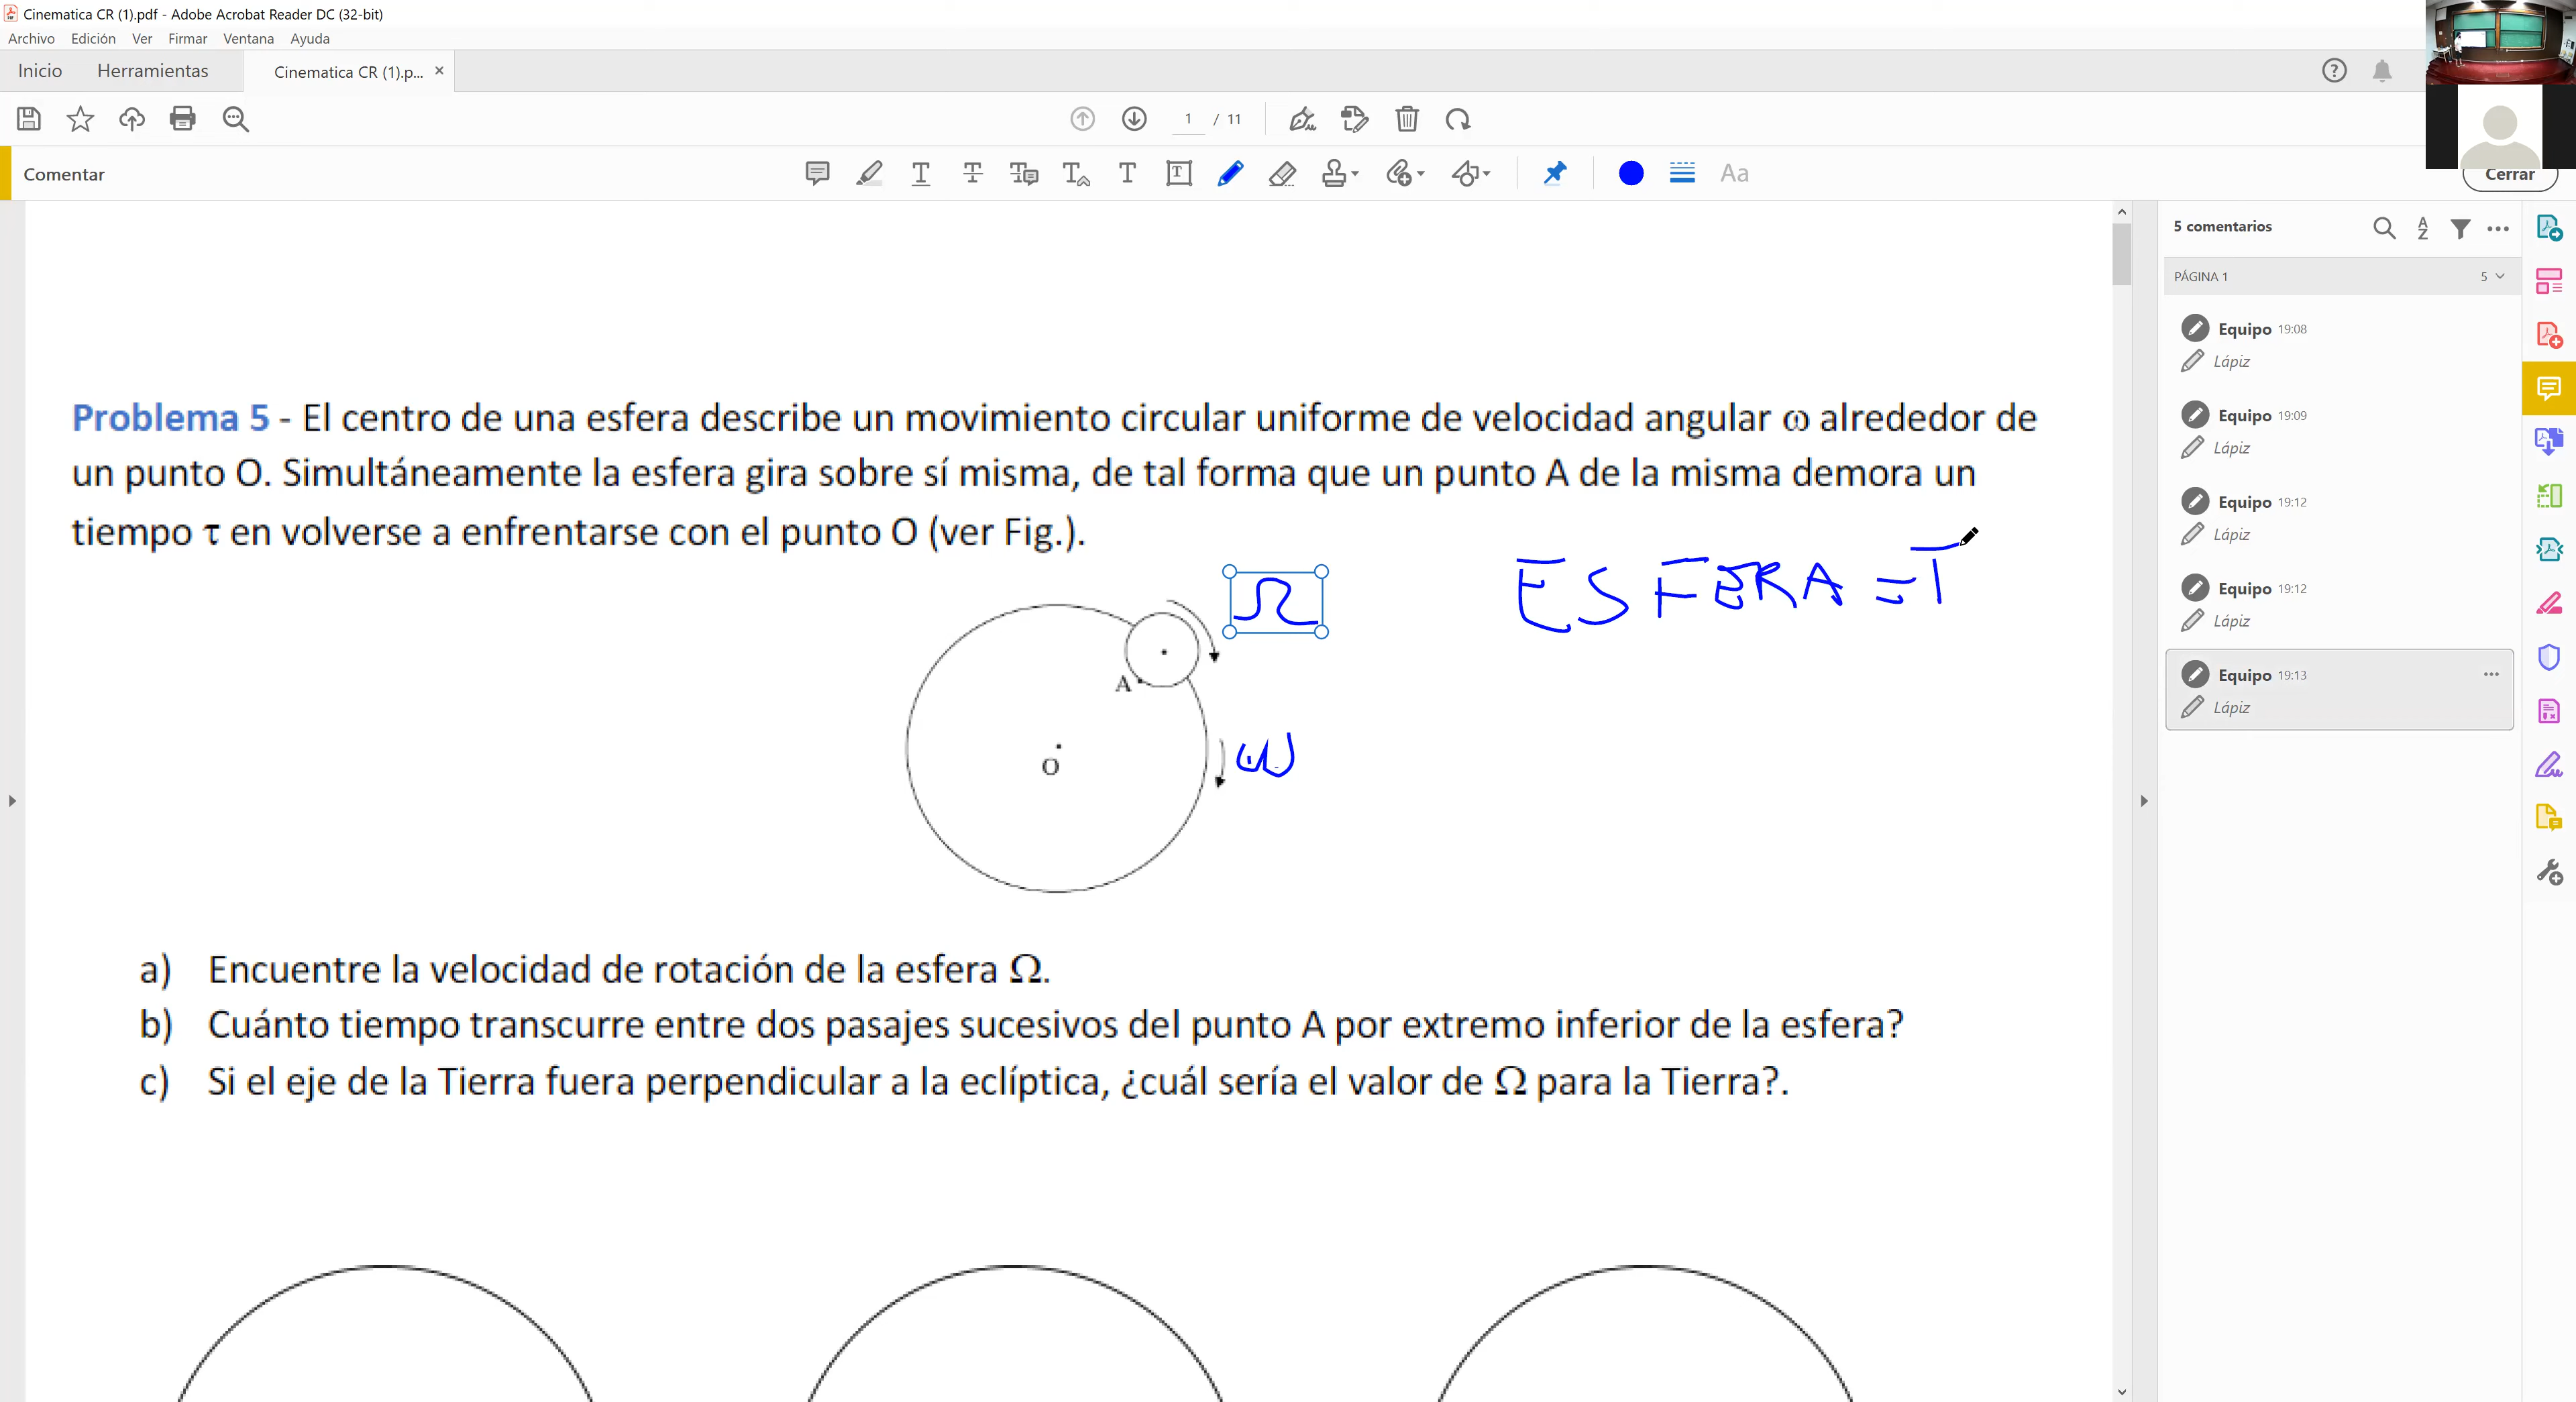 Cinematica CR (1).pdf - Adobe Acrobat Reader DC (32-bit)
Archivo Edición Ver Firmar Ventana Ayuda
Inicio Herramientas Cinematica CR (1).p... ×
1 / 11
Comentar
Aa
Cerrar
5 comentarios
PÁGINA 1 5
Equipo 19:08
Lápiz
Equipo 19:09
Lápiz
Equipo 19:12
Lápiz
Equipo 19:12
Lápiz
Equipo 19:13
Lápiz
Problema 5 - El centro de una esfera describe un movimiento circular uniforme de velocidad angular ω alrededor de
un punto O. Simultáneamente la esfera gira sobre sí misma, de tal forma que un punto A de la misma demora un
tiempo τ en volverse a enfrentarse con el punto O (ver Fig.).
Ω
ESFERA = T
A
ω
O
a) Encuentre la velocidad de rotación de la esfera Ω.
b) Cuánto tiempo transcurre entre dos pasajes sucesivos del punto A por extremo inferior de la esfera?
c) Si el eje de la Tierra fuera perpendicular a la eclíptica, ¿cuál sería el valor de Ω para la Tierra?.